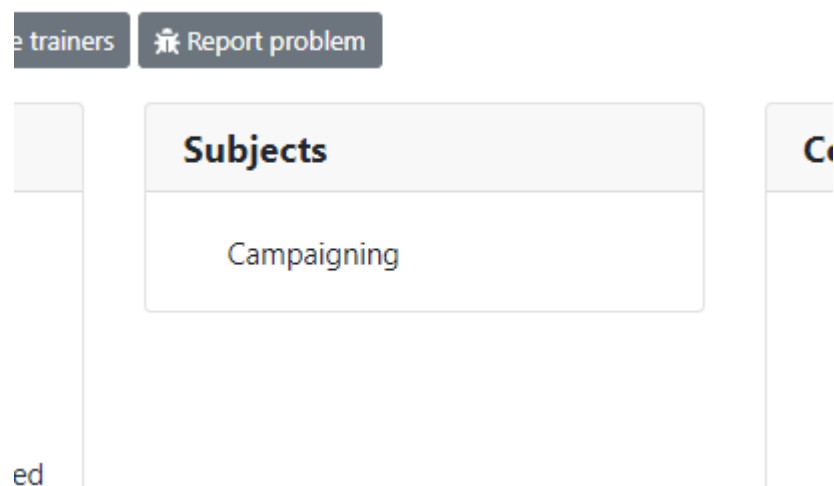 e trainers
Report problem
Subjects
Campaigning
ed